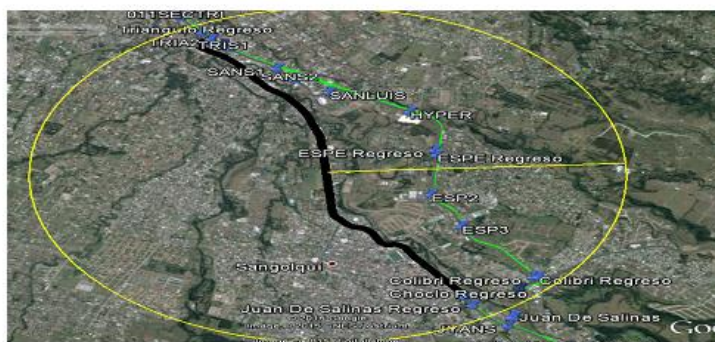 011SECTRI
Triangulo Regreso
TRIA2
TRIS1
SANS1
SANS2
SANLUIS
HYPER
ESPE Regreso
ESPE Regreso
ESP2
ESP3
Sangolqui
Colibri Regreso
Colibri Regreso
Choclo Regreso
Juan De Salinas Regreso
Juan De Salinas
JYANS
Goo